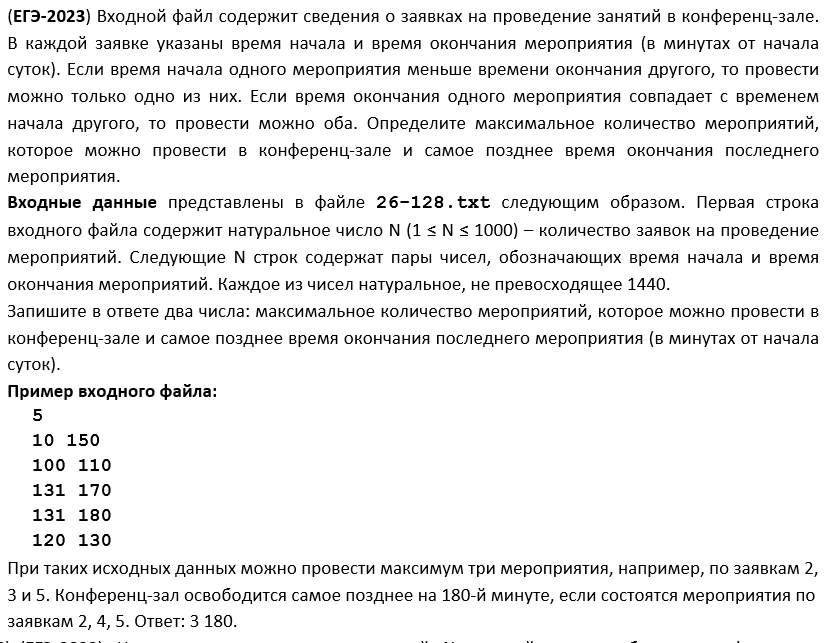 (ЕГЭ-2023) Входной файл содержит сведения о заявках на проведение занятий в конференц-зале.
В каждой заявке указаны время начала и время окончания мероприятия (в минутах от начала
суток). Если время начала одного мероприятия меньше времени окончания другого, то провести
можно только одно из них. Если время окончания одного мероприятия совпадает с временем
начала другого, то провести можно оба. Определите максимальное количество мероприятий,
которое можно провести в конференц-зале и самое позднее время окончания последнего
мероприятия.
Входные данные представлены в файле 26-128.txt следующим образом. Первая строка
входного файла содержит натуральное число N (1 ≤ N ≤ 1000) – количество заявок на проведение
мероприятий. Следующие N строк содержат пары чисел, обозначающих время начала и время
окончания мероприятий. Каждое из чисел натуральное, не превосходящее 1440.
Запишите в ответе два числа: максимальное количество мероприятий, которое можно провести в
конференц-зале и самое позднее время окончания последнего мероприятия (в минутах от начала
суток).
Пример входного файла:
5
10 150
100 110
131 170
131 180
120 130
При таких исходных данных можно провести максимум три мероприятия, например, по заявкам 2,
3 и 5. Конференц-зал освободится самое позднее на 180-й минуте, если состоятся мероприятия по
заявкам 2, 4, 5. Ответ: 3 180.